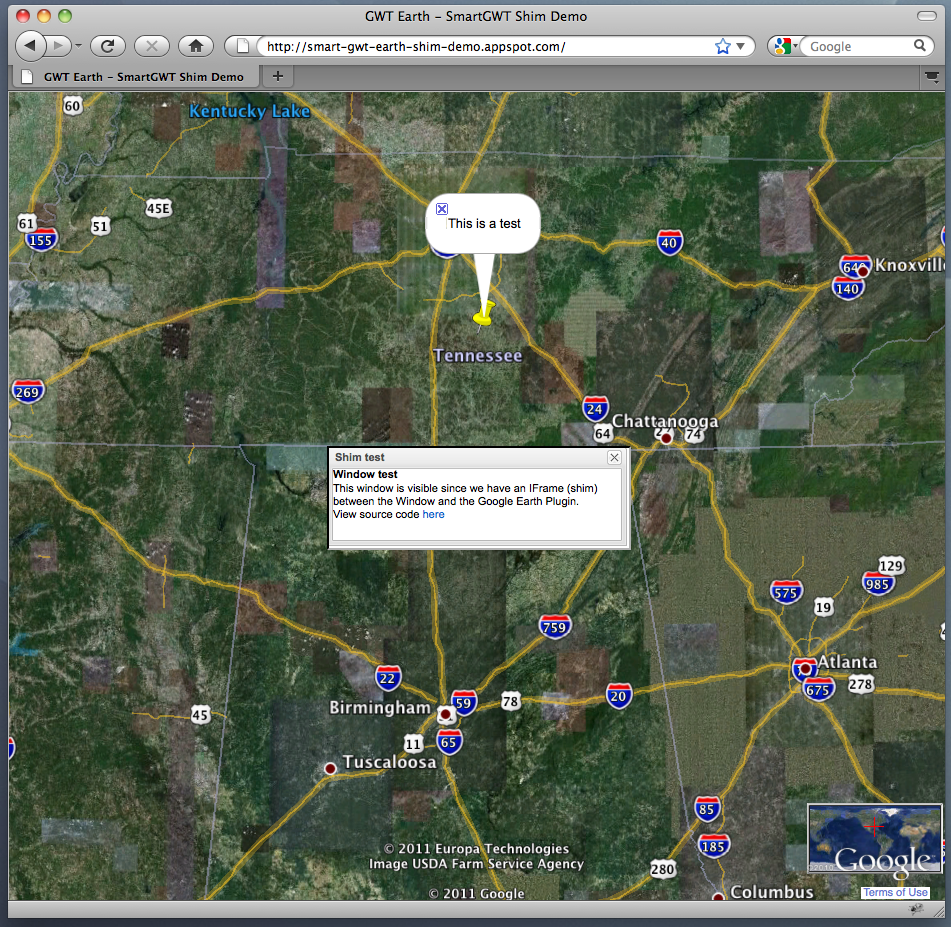 GWT Earth - SmartGWT Shim Demo
http://smart-gwt-earth-shim-demo.appspot.com/
Google
GWT Earth - SmartGWT Shim Demo
60
Kentucky Lake
45E
61
51
155
This is a test
40
640
Knoxville
140
Tennessee
269
24
Chattanooga
64
74
Shim test
Window test
This window is visible since we have an IFrame (shim)
between the Window and the Google Earth Plugin.
View source code here
129
985
575
19
759
Atlanta
22
675
278
20
59
78
Birmingham
45
11
65
Tuscaloosa
85
185
© 2011 Europa Technologies
Image USDA Farm Service Agency
280
Google
© 2011 Google
Columbus
Terms of Use